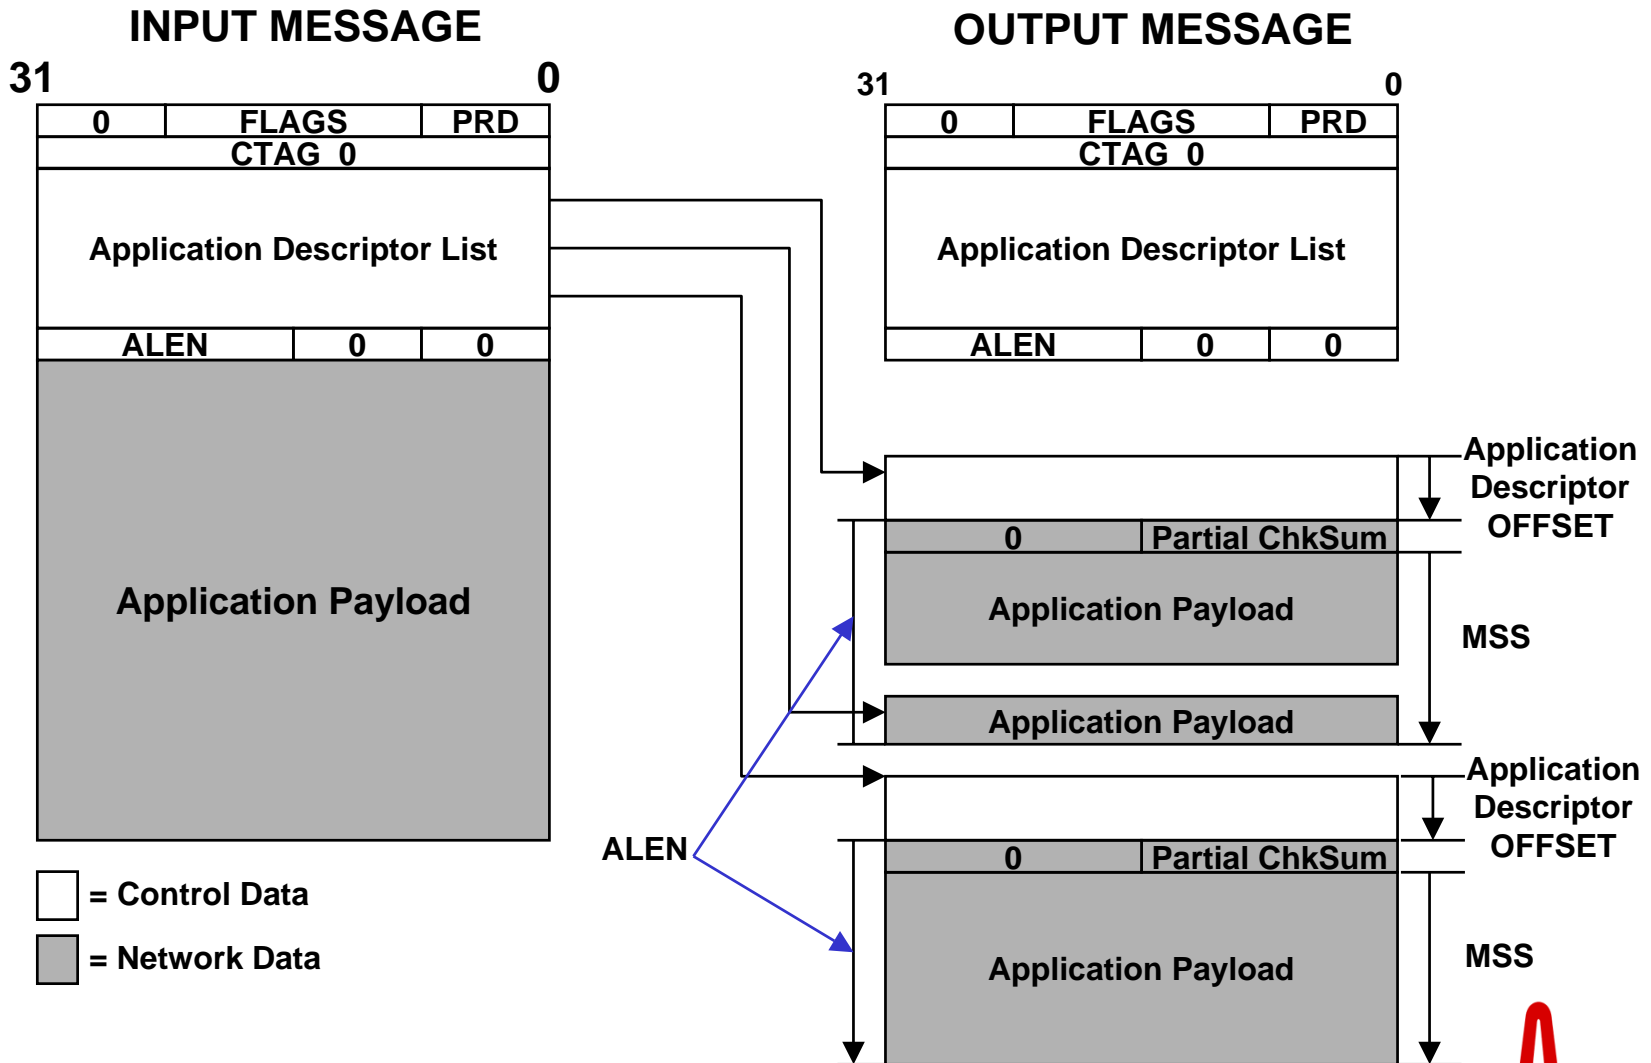 INPUT MESSAGE
31 0
0 FLAGS PRD
CTAG 0
Application Descriptor List
ALEN 0 0
Application Payload
= Control Data
= Network Data
OUTPUT MESSAGE
31 0
0 FLAGS PRD
CTAG 0
Application Descriptor List
ALEN 0 0
Application
Descriptor
OFFSET
0 Partial ChkSum
Application Payload
MSS
Application Payload
Application
Descriptor
OFFSET
ALEN
0 Partial ChkSum
Application Payload
MSS